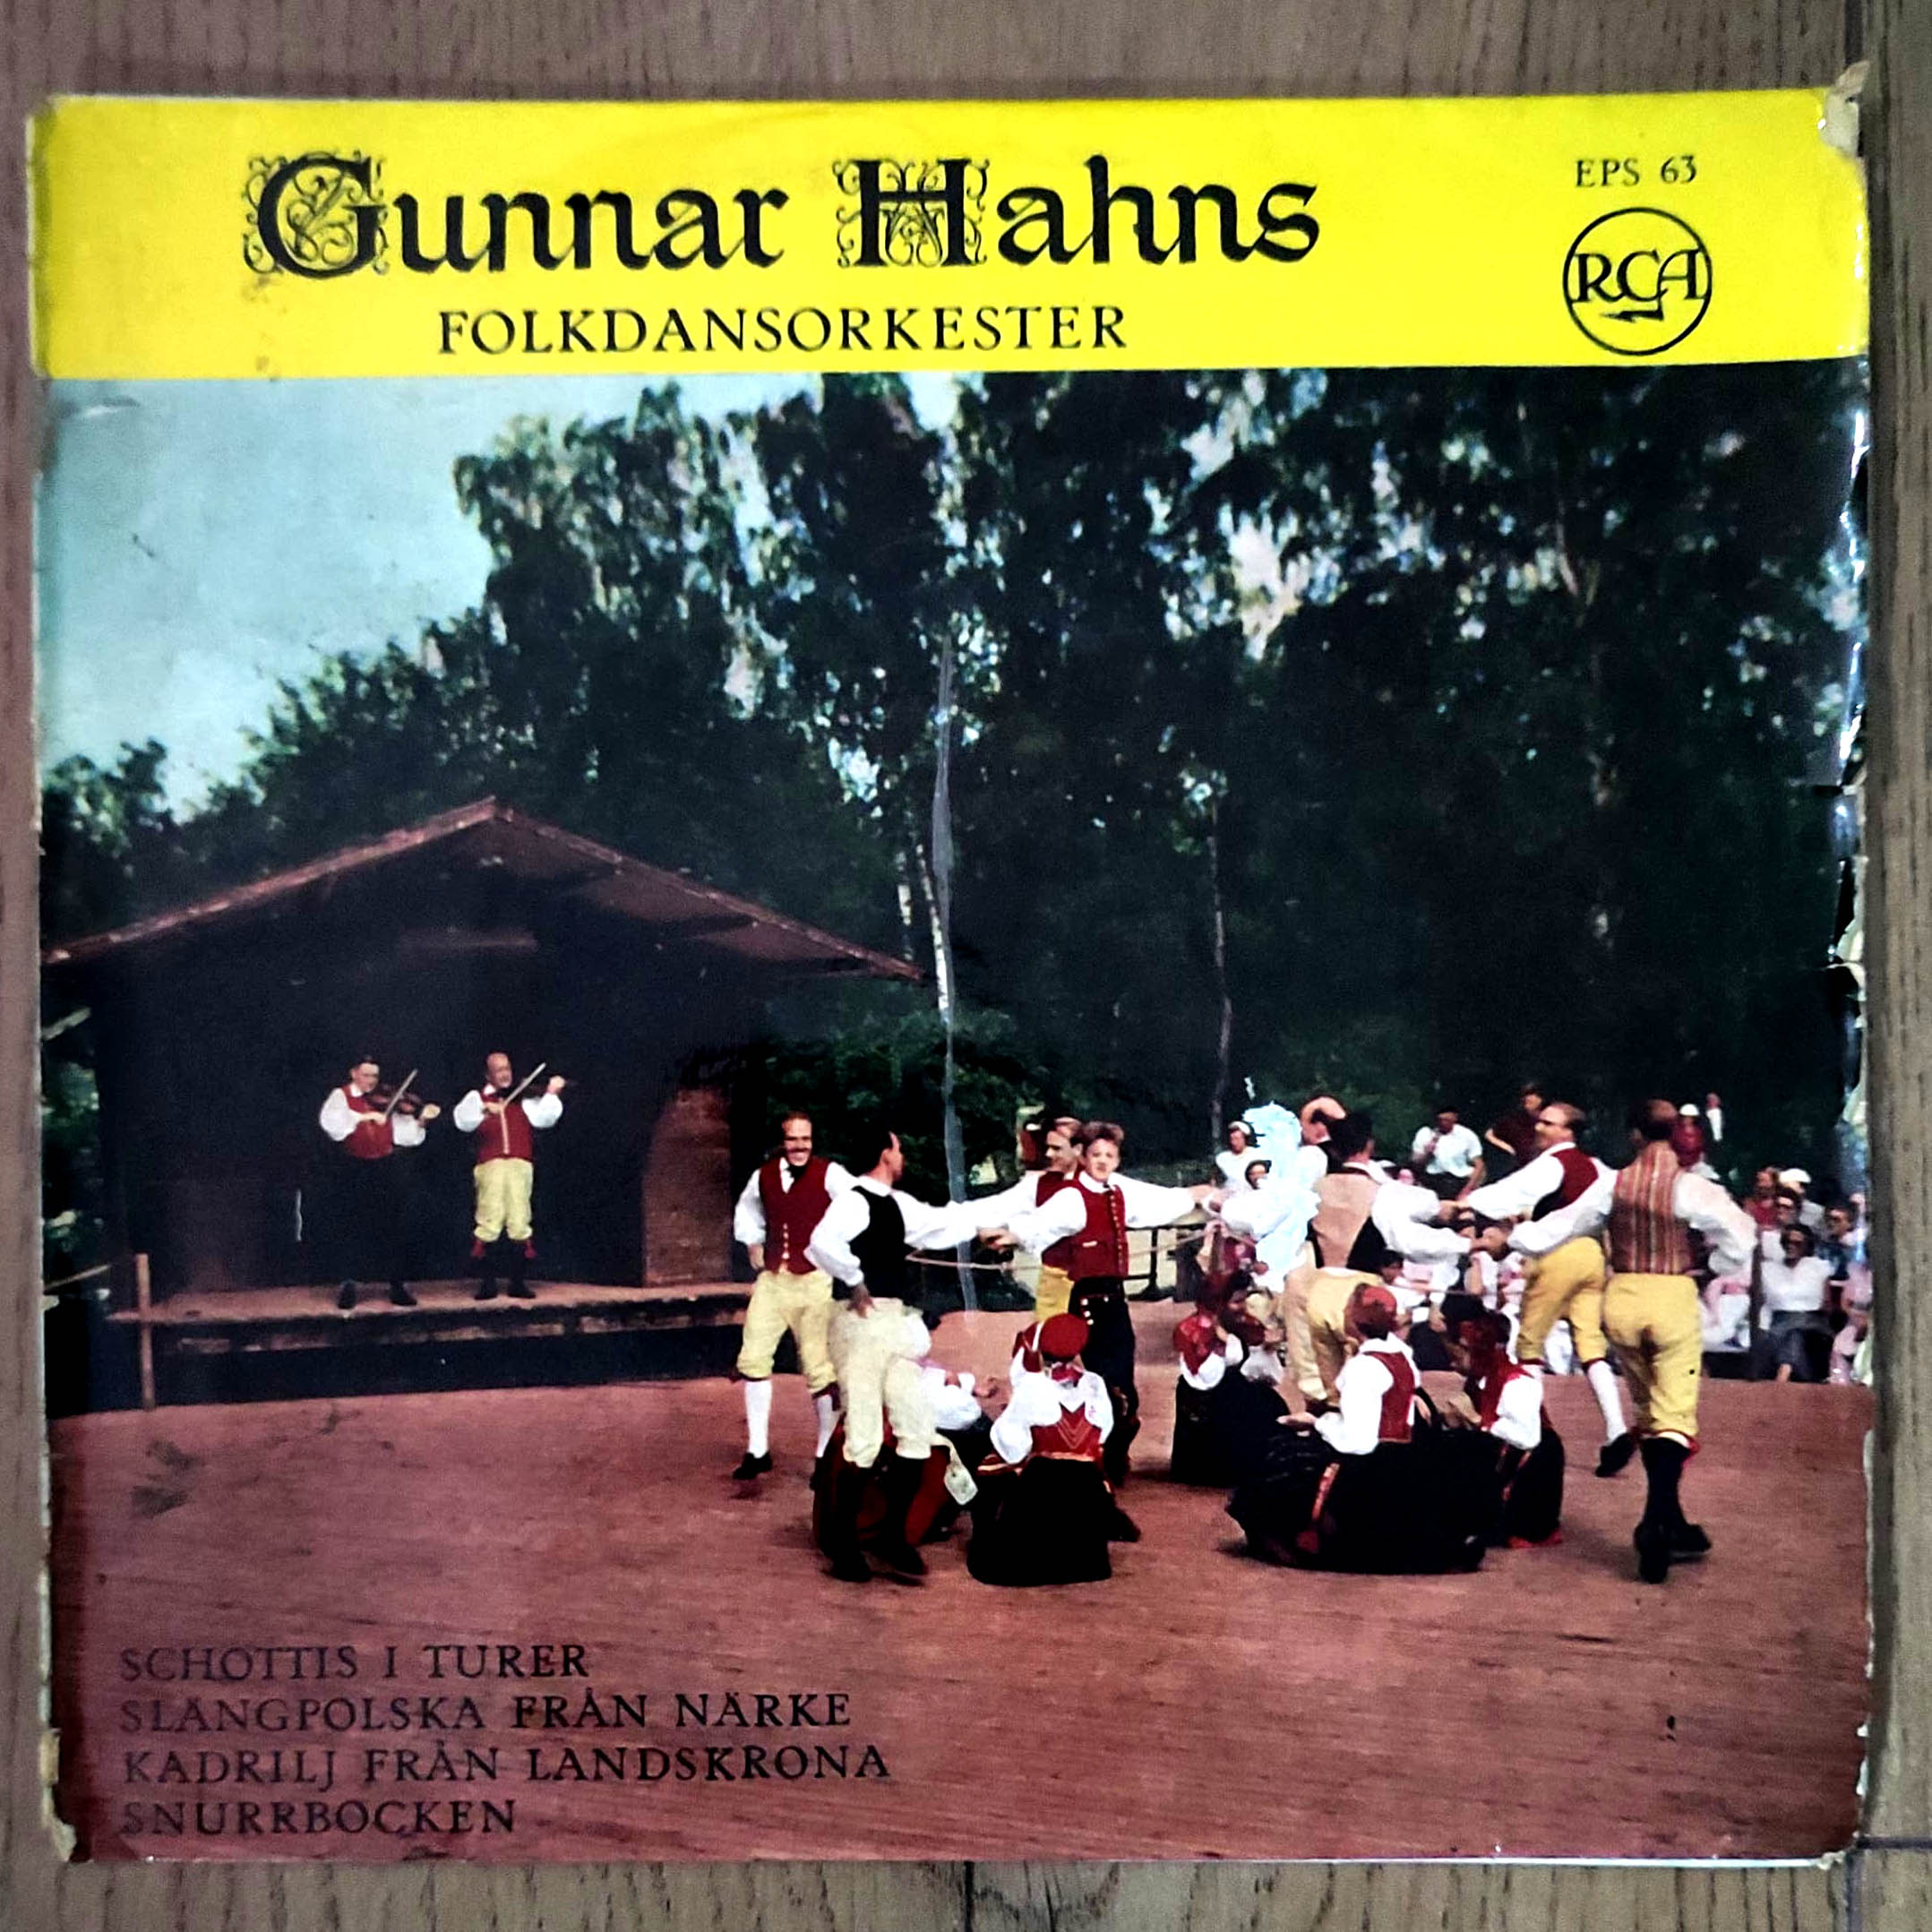 Gunnar Hahns
FOLKDANSORKESTER
EPS 63
RCA
SCHOTTIS I TURER
SLÄNGPOLSKA FRÅN NÄRKE
KADRILJ FRÅN LANDSKRONA
SNURRBOCKEN